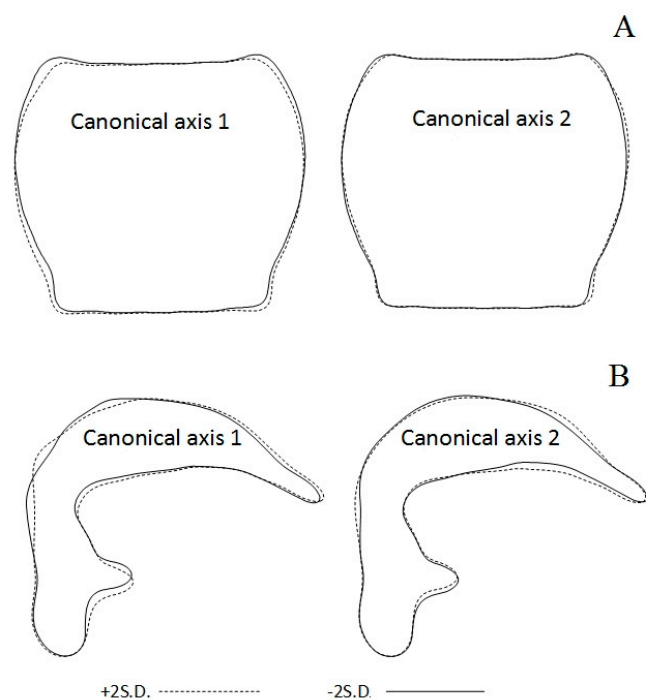 A
Canonical axis 1
Canonical axis 2
B
Canonical axis 1
Canonical axis 2
+2S.D.
-2S.D.